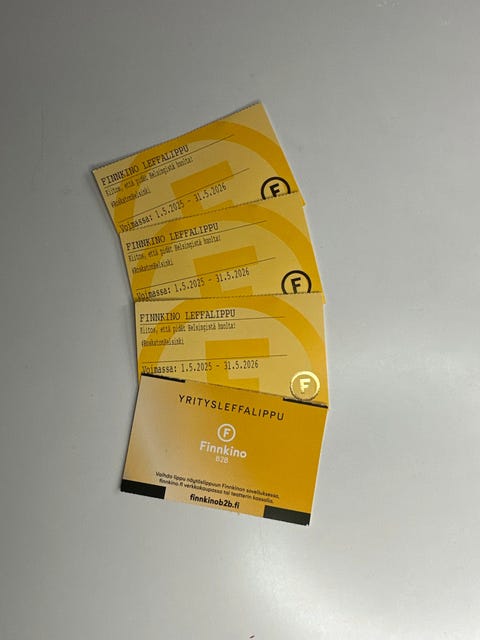 FINNKINO LEFFALIPPU
Kiitos, että pidät Helsingistä huolta!
#RoskatonHelsinki
Voimassa: 1.5.2025 - 31.5.2026
F
FINNKINO LEFFALIPPU
Kiitos, että pidät Helsingistä huolta!
#RoskatonHelsinki
Voimassa: 1.5.2025 - 31.5.2026
F
FINNKINO LEFFALIPPU
Kiitos, että pidät Helsingistä huolta!
#RoskatonHelsinki
Voimassa: 1.5.2025 - 31.5.2026
F
YRITYSLEFFALIPPU
F
Finnkino
B2B
Vaihda lippu näytöslippuun Finnkinon sovelluksessa,
finnkino.fi verkkokaupassa tai teatterin kassalla.
finnkinob2b.fi